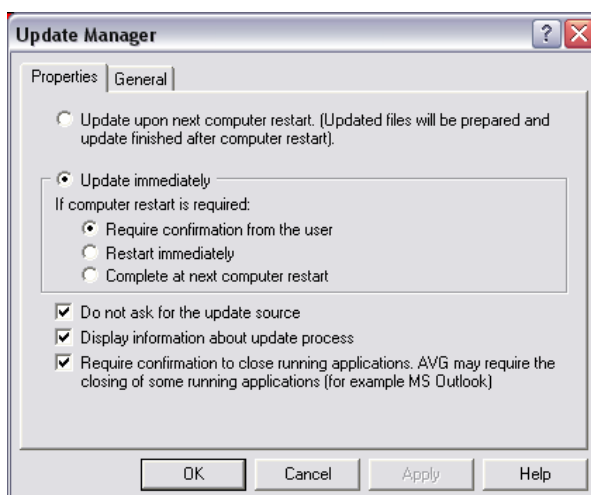 Update Manager
Properties
General
Update upon next computer restart. (Updated files will be prepared and
update finished after computer restart).
Update immediately
If computer restart is required:
Require confirmation from the user
Restart immediately
Complete at next computer restart
Do not ask for the update source
Display information about update process
Require confirmation to close running applications. AVG may require the
closing of some running applications (for example MS Outlook)
OK
Cancel
Apply
Help